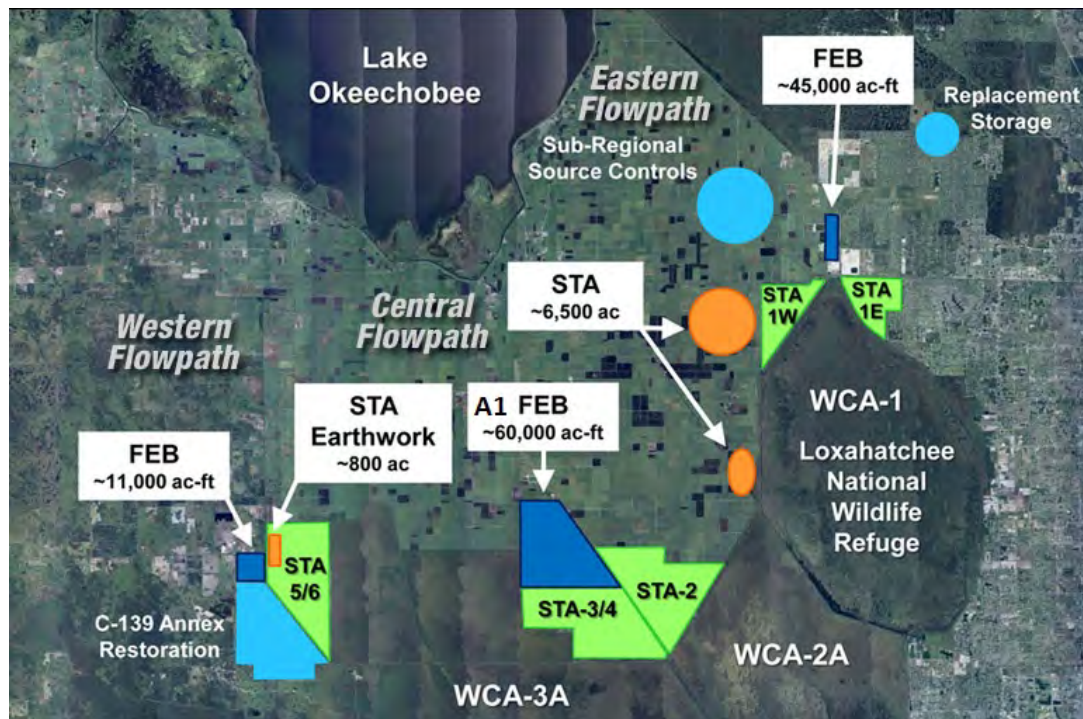 Lake
Okeechobee
Eastern
Flowpath
Sub-Regional
Source Controls
FEB
~45,000 ac-ft
Replacement
Storage
STA
~6,500 ac
STA
1W
STA
1E
Western
Flowpath
Central
Flowpath
WCA-1
Loxahatchee
National
Wildlife
Refuge
FEB
~11,000 ac-ft
STA
Earthwork
~800 ac
A1 FEB
~60,000 ac-ft
STA
5/6
STA-3/4
STA-2
C-139 Annex
Restoration
WCA-3A
WCA-2A